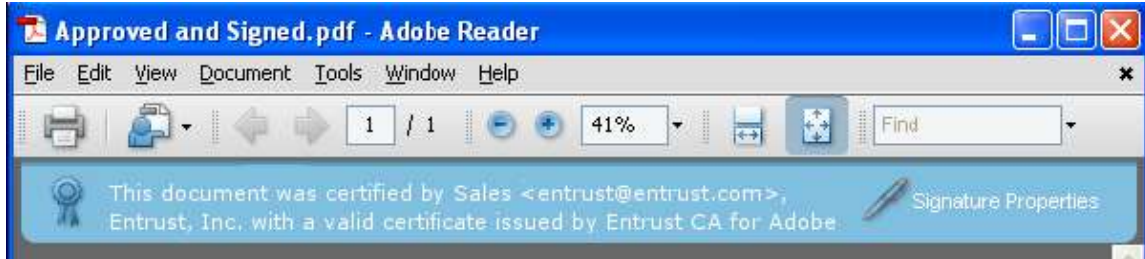 Approved and Signed.pdf - Adobe Reader
File Edit View Document Tools Window Help
1 / 1 41% Find
This document was certified by Sales <entrust@entrust.com>,
Entrust, Inc. with a valid certificate issued by Entrust CA for Adobe
Signature Properties